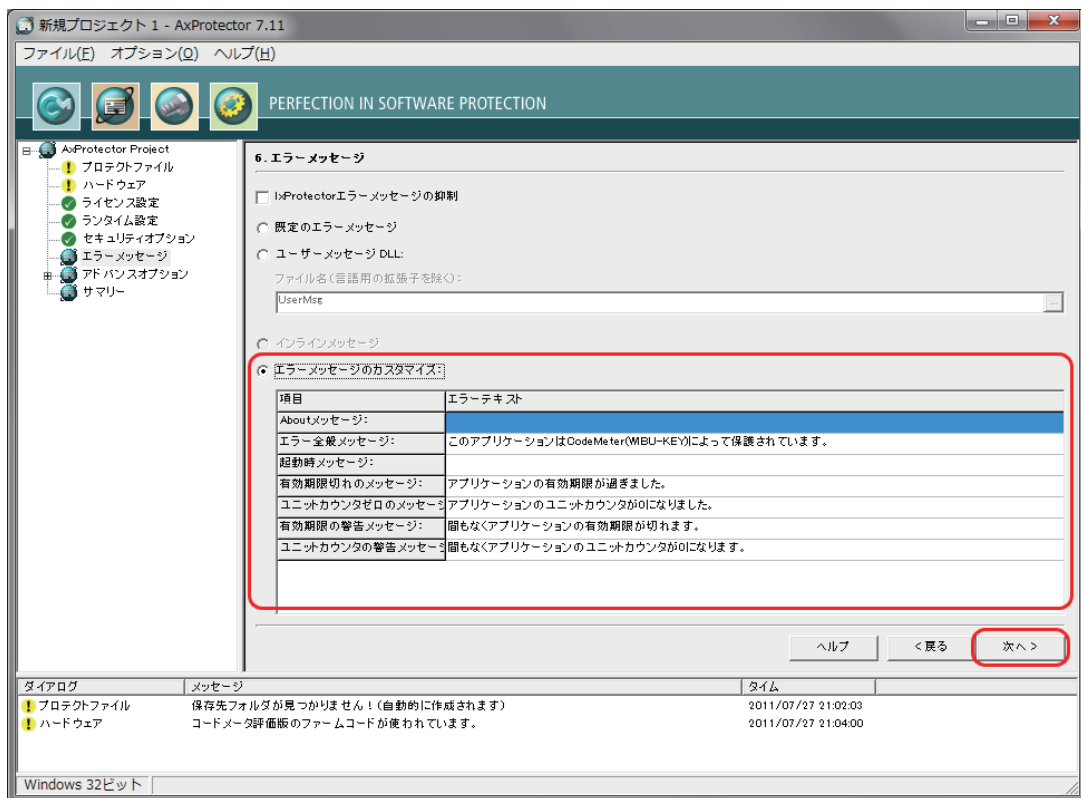 新規プロジェクト 1 - AxProtector 7.11
ファイル(F) オプション(O) ヘルプ(H)
PERFECTION IN SOFTWARE PROTECTION
AxProtector Project
プロテクトファイル
ハードウェア
ライセンス設定
ランタイム設定
セキュリティオプション
エラーメッセージ
アドバンスオプション
サマリー
6. エラーメッセージ
IxProtectorエラーメッセージの抑制
既定のエラーメッセージ
ユーザーメッセージ DLL:
ファイル名(言語用の拡張子を除く):
UserMsg
...
インラインメッセージ
エラーメッセージのカスタマイズ:
項目 エラーテキスト
Aboutメッセージ:
エラー全般メッセージ: このアプリケーションはCodeMeter(WIBU-KEY)によって保護されています。
起動時メッセージ:
有効期限切れのメッセージ: アプリケーションの有効期限が過ぎました。
ユニットカウンタゼロのメッセージ アプリケーションのユニットカウンタが0になりました。
有効期限の警告メッセージ: 間もなくアプリケーションの有効期限が切れます。
ユニットカウンタの警告メッセージ 間もなくアプリケーションのユニットカウンタが0になります。
ヘルプ <戻る 次へ>
ダイアログ メッセージ タイム
プロテクトファイル 保存先フォルダが見つかりません!(自動的に作成されます) 2011/07/27 21:02:03
ハードウェア コードメータ評価版のファームコードが使われています。 2011/07/27 21:04:00
Windows 32ビット